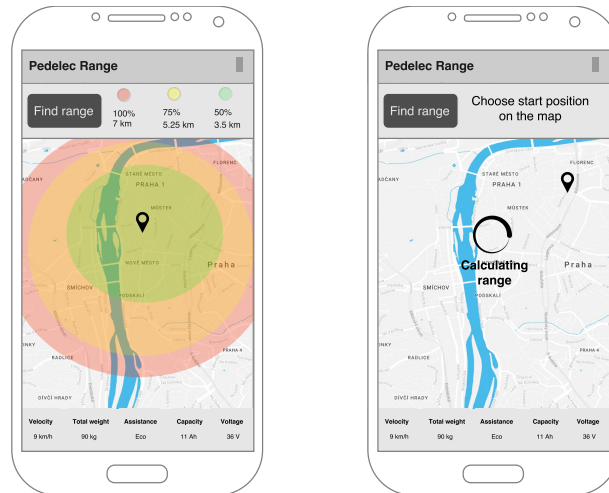 Pedelec Range
Find range
100%
7 km
75%
5.25 km
50%
3.5 km
FLORENC
STARÉ MĚSTO
PRAHA 1
ADČANY
MŮSTEK
NOVÉ MĚSTO
Praha
SMÍCHOV
PODSKALÍ
INKY
RADLICE
PRAHA 4
DÍVČÍ HRADY
Velocity Total weight Assistance Capacity Voltage
9 km/h 90 kg Eco 11 Ah 36 V
Pedelec Range
Find range
Choose start position
on the map
FLORENC
STARÉ MĚSTO
PRAHA 1
ADČANY
MŮSTEK
Calculating
range
Praha
SMÍCHOV
PODSKALÍ
INKY
RADLICE
PRAHA 4
DÍVČÍ HRADY
Velocity Total weight Assistance Capacity Voltage
9 km/h 90 kg Eco 11 Ah 36 V